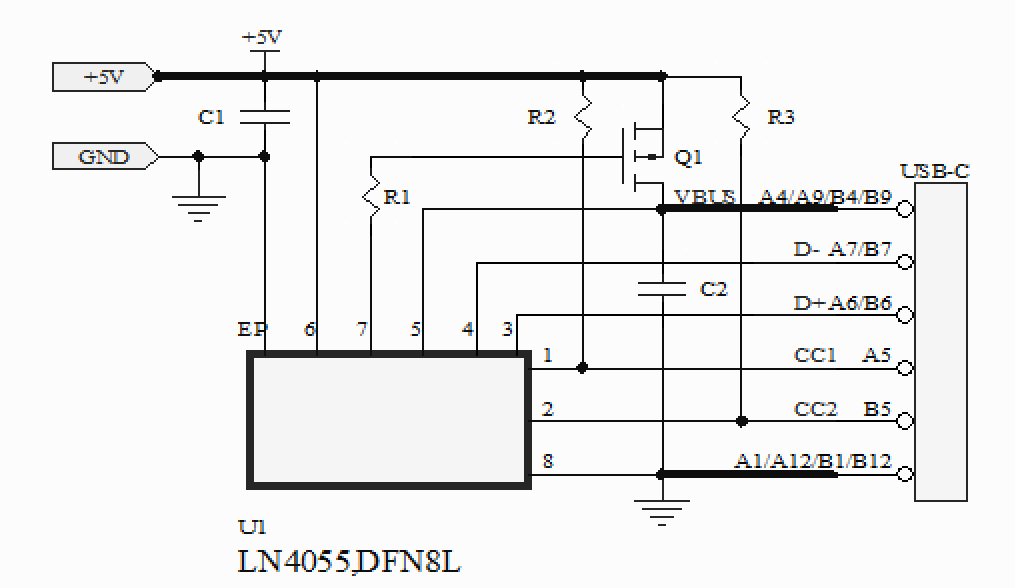 +5V
+5V
C1
R2
R3
GND
Q1
USB-C
R1
VBUS A4/A9/B4/B9
D- A7/B7
C2
D+ A6/B6
EP 6 7 5 4 3
1 CC1 A5
2 CC2 B5
8 A1/A12/B1/B12
U1
LN4055,DFN8L